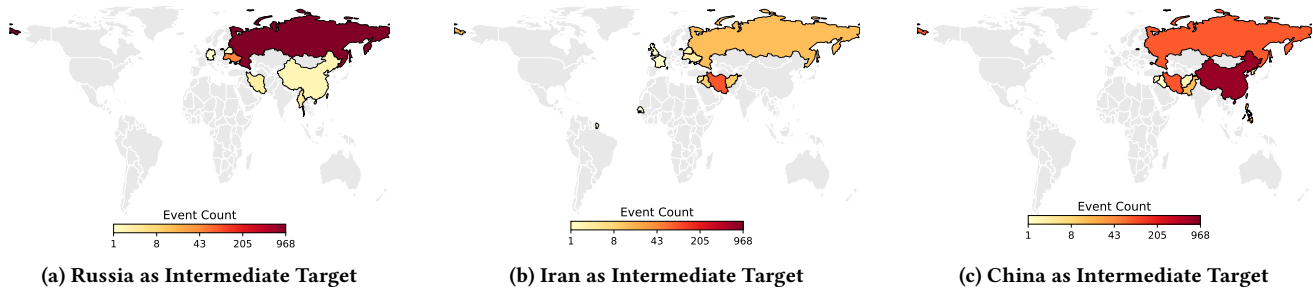 Event Count
1 8 43 205 968
(a) Russia as Intermediate Target
Event Count
1 8 43 205 968
(b) Iran as Intermediate Target
Event Count
1 8 43 205 968
(c) China as Intermediate Target